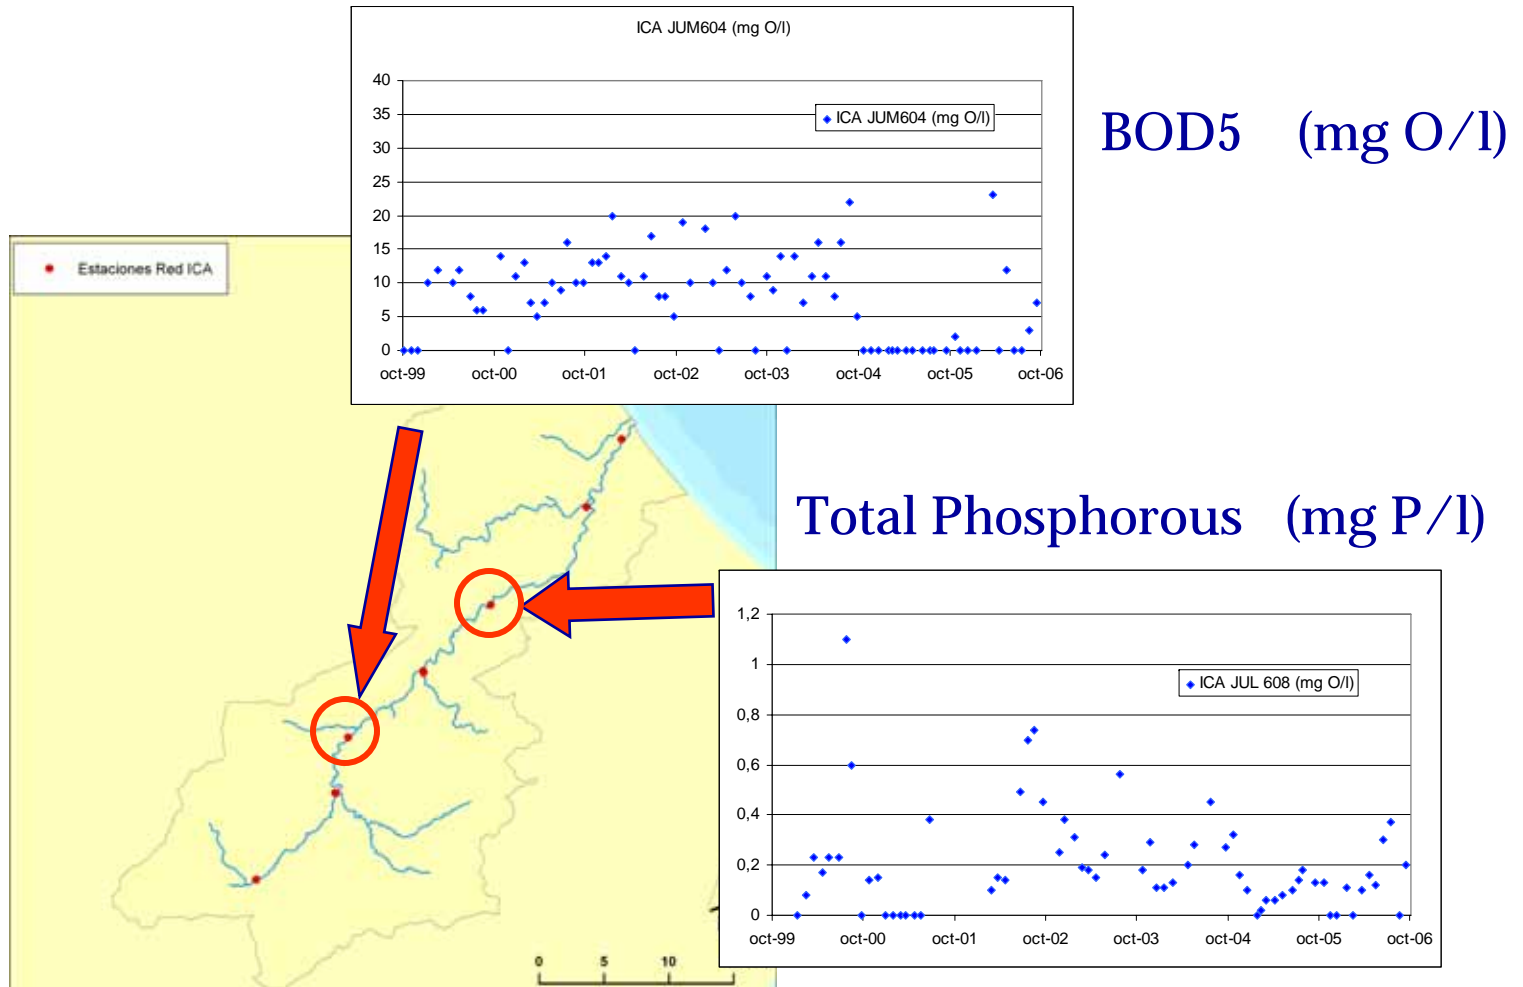 ICA JUM604 (mg O/l)
40
35
30
25
20
15
10
5
0
ICA JUM604 (mg O/l)
oct-99 oct-00 oct-01 oct-02 oct-03 oct-04 oct-05 oct-06
BOD5 (mg O/l)
Estaciones Red ICA
Total Phosphorous (mg P/l)
1,2
1
0,8
0,6
0,4
0,2
0
ICA JUL 608 (mg O/l)
oct-99 oct-00 oct-01 oct-02 oct-03 oct-04 oct-05 oct-06
0 5 10